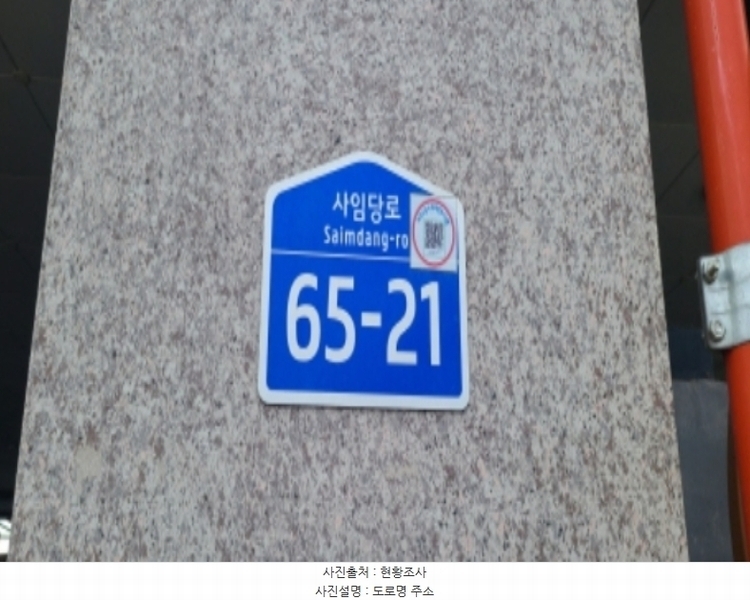 사임당로
Saimdang-ro
65-21
사진출처 : 현황조사
사진설명 : 도로명 주소